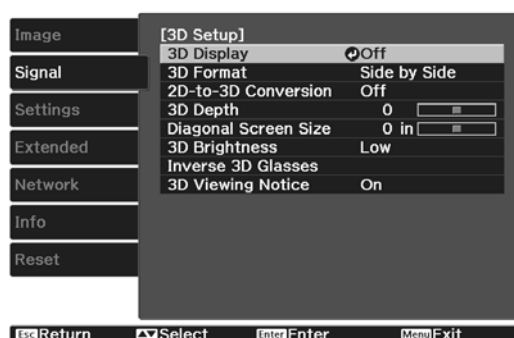 Image
Signal
Settings
Extended
Network
Info
Reset
[3D Setup]
3D Display Off
3D Format Side by Side
2D-to-3D Conversion Off
3D Depth 0
Diagonal Screen Size 0 in
3D Brightness Low
Inverse 3D Glasses
3D Viewing Notice On
Esc Return Select Enter Enter Menu Exit